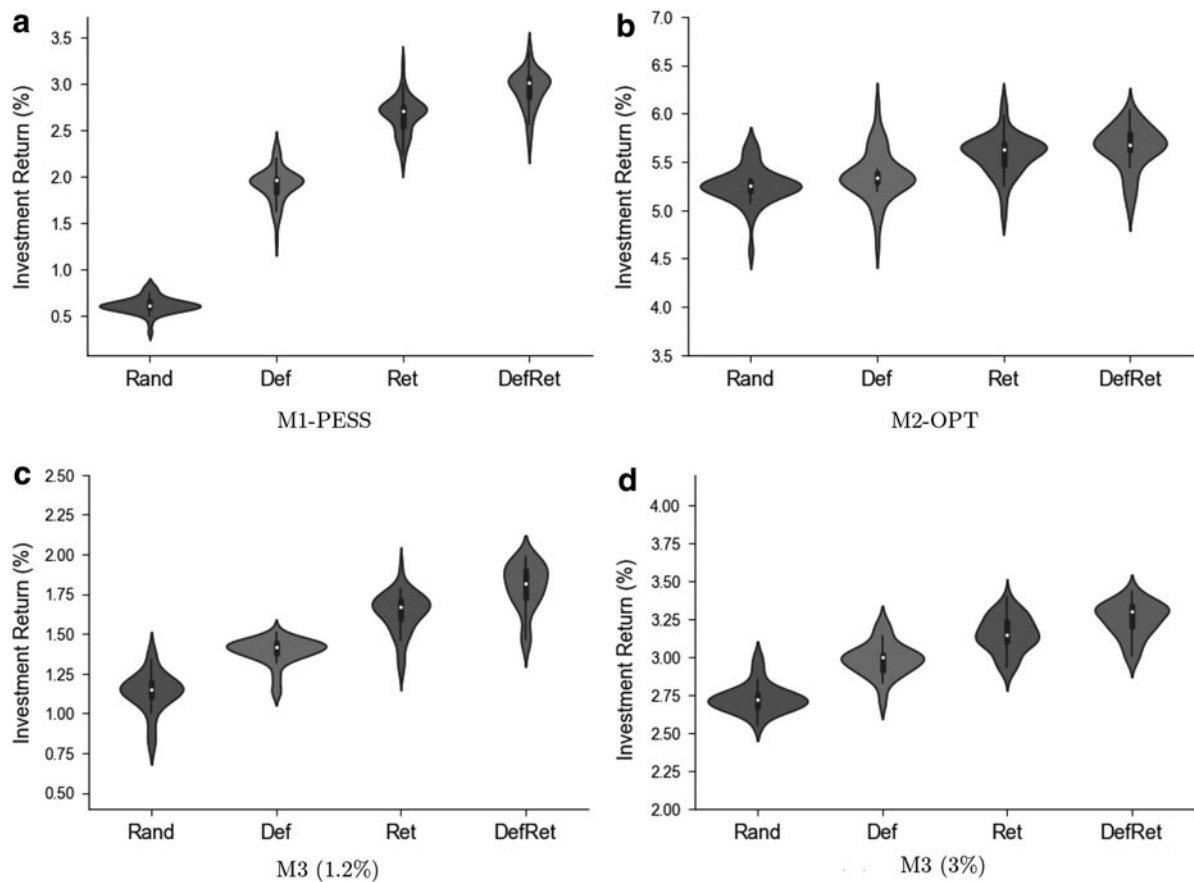 a
Investment Return (%)
3.5
3.0
2.5
2.0
1.5
1.0
0.5
Rand Def Ret DefRet
M1-PESS
b
Investment Return (%)
7.0
6.5
6.0
5.5
5.0
4.5
4.0
3.5
Rand Def Ret DefRet
M2-OPT
c
Investment Return (%)
2.50
2.25
2.00
1.75
1.50
1.25
1.00
0.75
0.50
Rand Def Ret DefRet
M3 (1.2%)
d
Investment Return (%)
4.00
3.75
3.50
3.25
3.00
2.75
2.50
2.25
2.00
Rand Def Ret DefRet
M3 (3%)